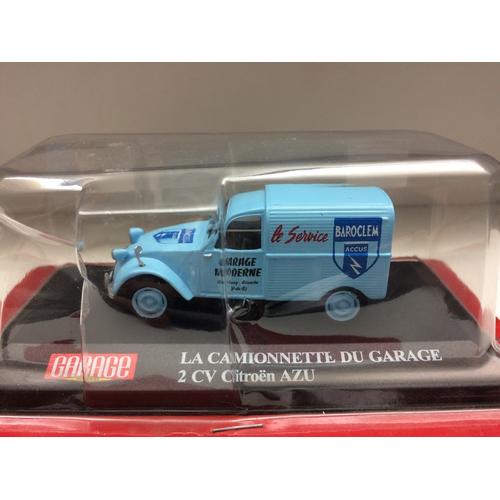 le Service
BAROCLEM
ACCUS
GARAGE
MODERNE
GARAGE
LA CAMIONNETTE DU GARAGE
2 CV Citroën AZU